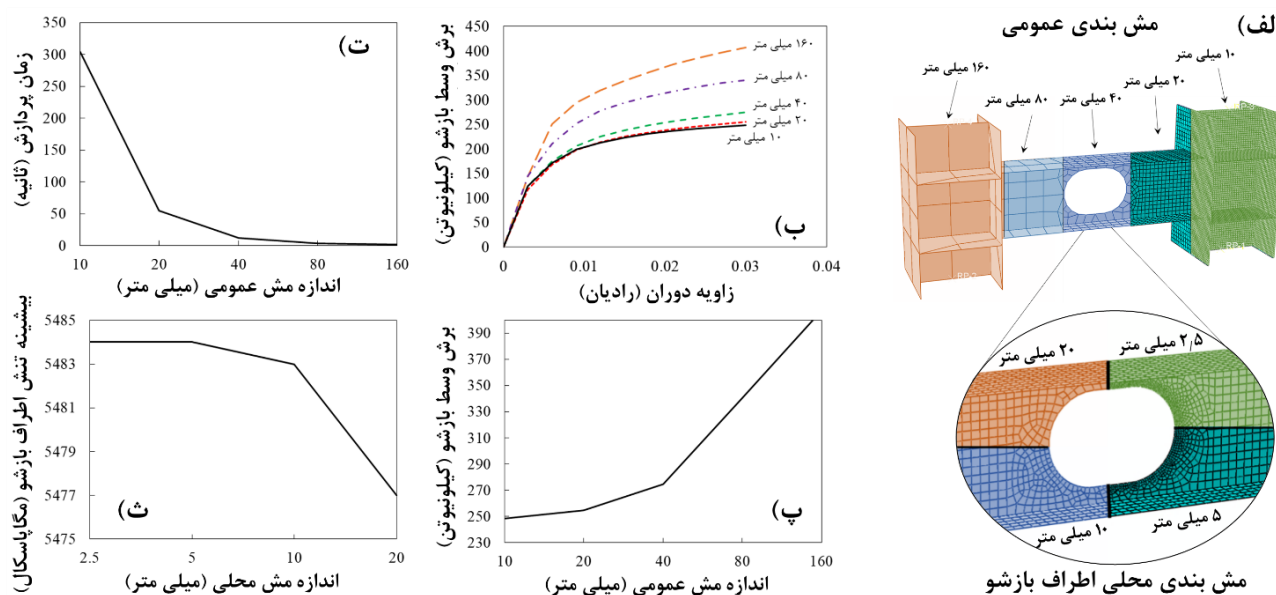 الف)
مش بندی عمومی
۱۰ میلی متر
۲۰ میلی متر
۴۰ میلی متر
۸۰ میلی متر
۱۶۰ میلی متر
RP-2
RP-1
۲٫۵ میلی متر
۲۰ میلی متر
۵ میلی متر
۱۰ میلی متر
مش بندی محلی اطراف بازشو
ب)
برش وسط بازشو (کیلونیوتن)
450
400
350
300
250
200
150
100
50
0
۱۶۰ میلی متر
۸۰ میلی متر
۴۰ میلی متر
۲۰ میلی متر
۱۰ میلی متر
0 0.01 0.02 0.03 0.04
زاویه دوران (رادیان)
پ)
برش وسط بازشو (کیلونیوتن)
390
370
350
330
310
290
270
250
230
10 20 40 80 160
اندازه مش عمومی (میلی متر)
ت)
زمان پردازش (ثانیه)
350
300
250
200
150
100
50
0
10 20 40 80 160
اندازه مش عمومی (میلی متر)
ث)
بیشینه تنش اطراف بازشو (مگاپاسکال)
5485
5483
5481
5479
5477
5475
2.5 5 10 20
اندازه مش محلی (میلی متر)